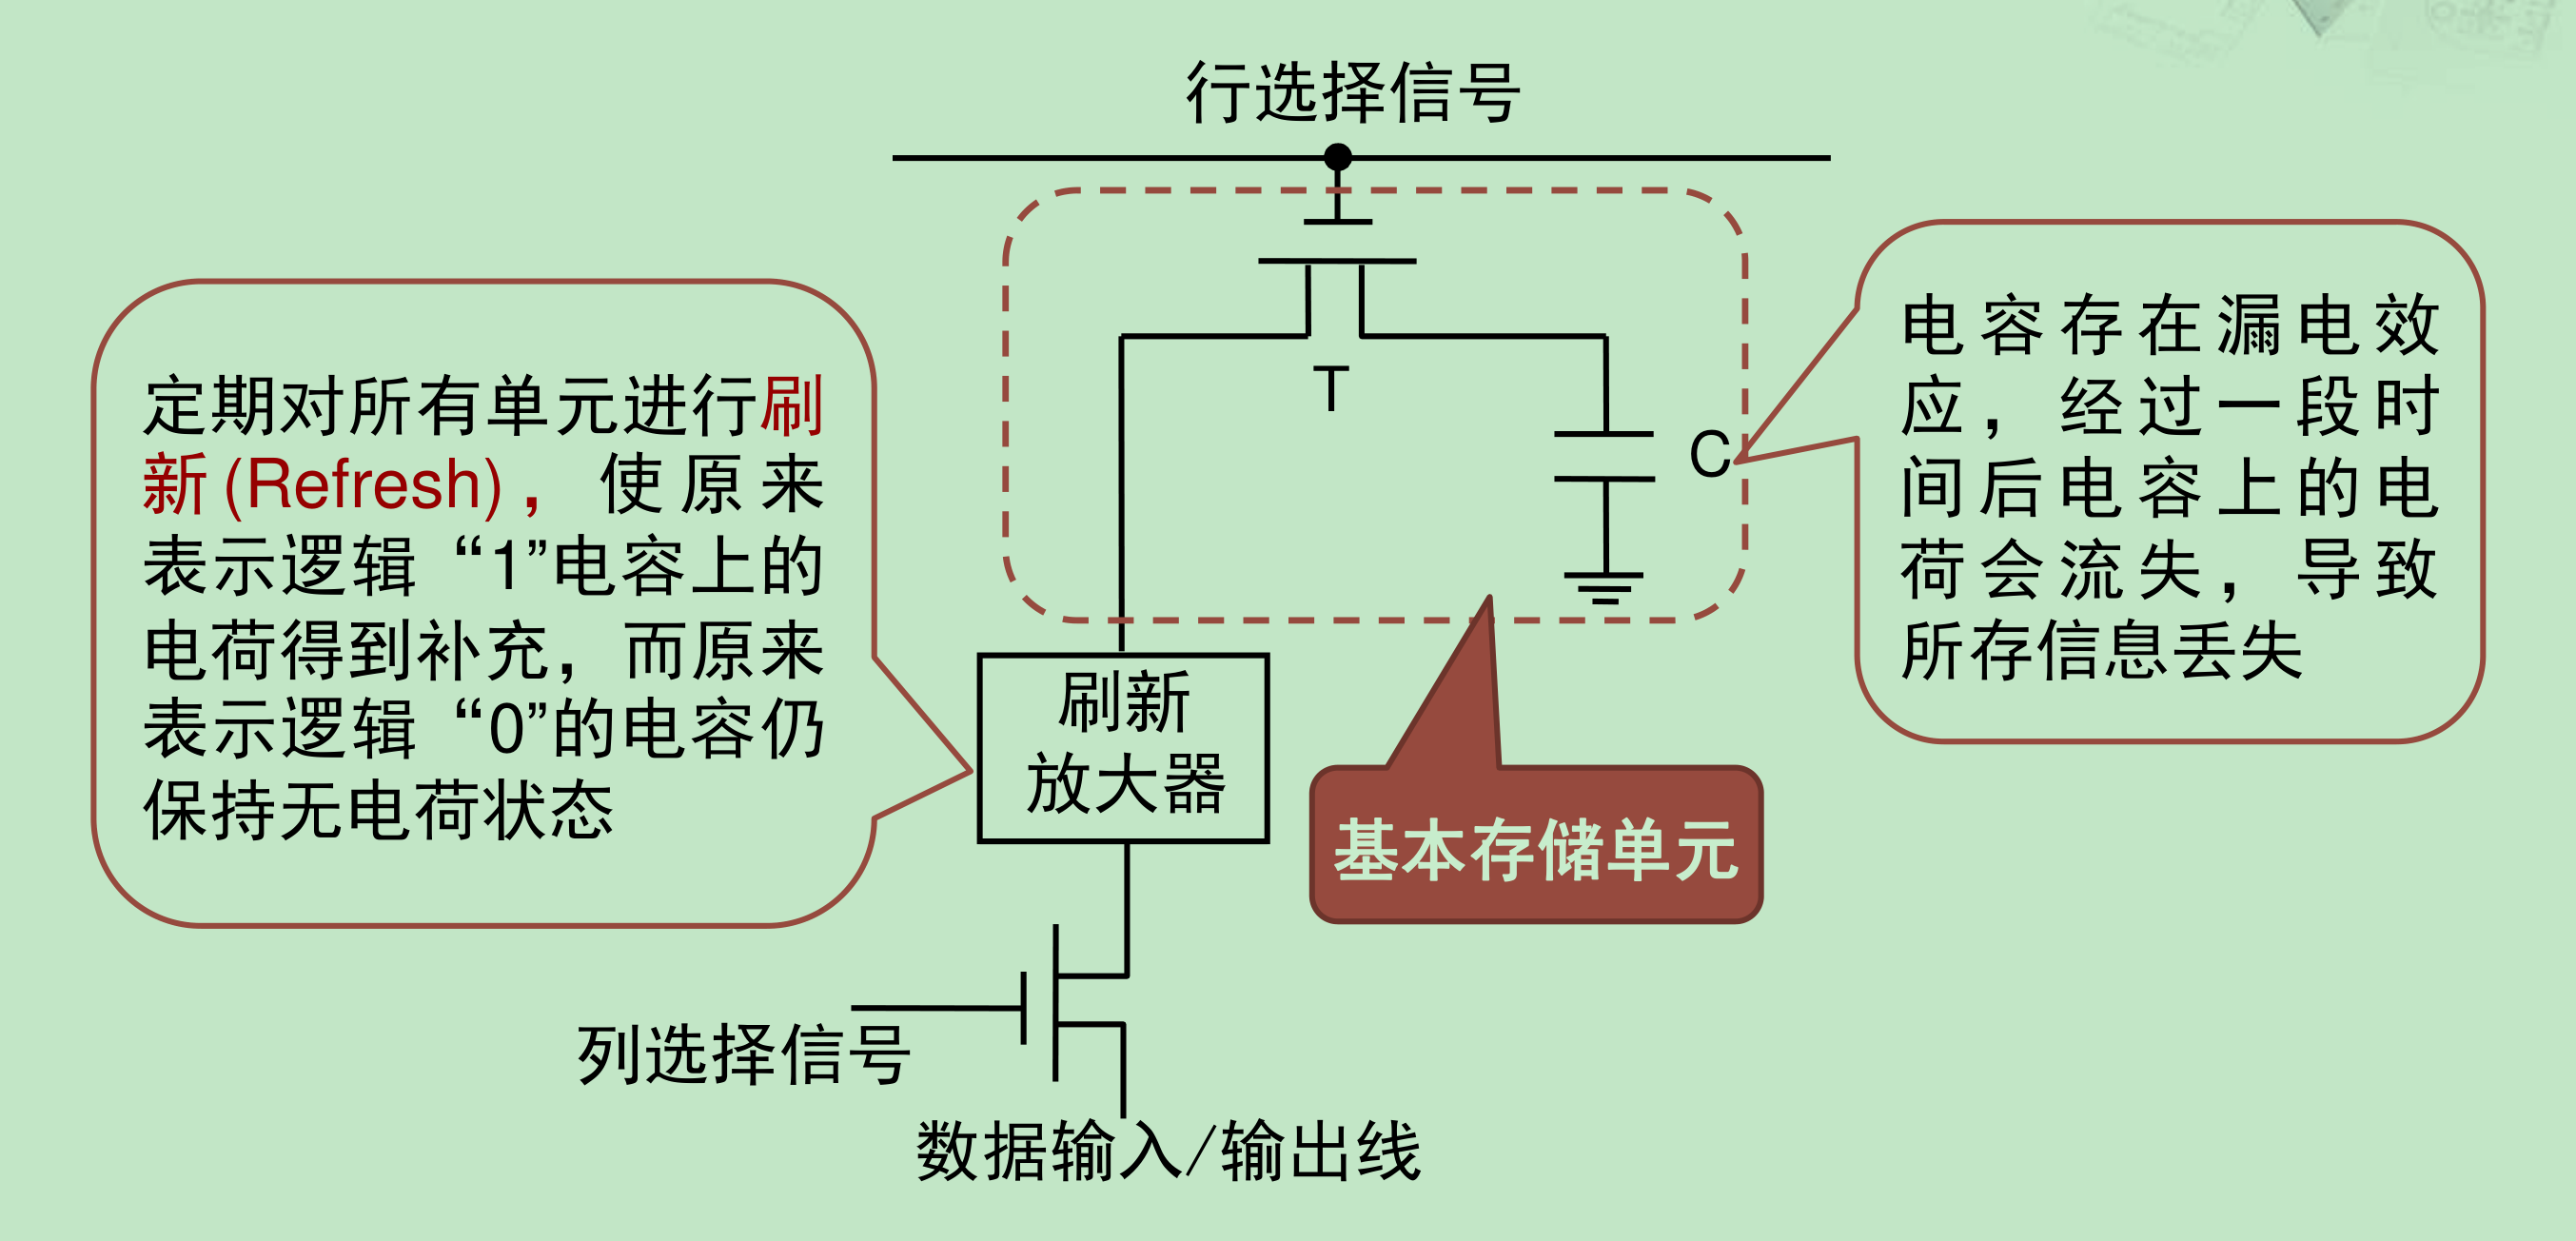 行选择信号
定期对所有单元进行刷
新(Refresh)，使原来
表示逻辑“1”电容上的
电荷得到补充，而原来
表示逻辑“0”的电容仍
保持无电荷状态
T
C
电容存在漏电效
应，经过一段时
间后电容上的电
荷会流失，导致
所存信息丢失
刷新
放大器
基本存储单元
列选择信号
数据输入/输出线